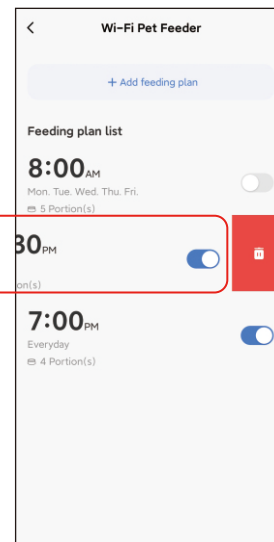 Wi-Fi Pet Feeder
+ Add feeding plan
Feeding plan list
8:00AM
Mon. Tue. Wed. Thu. Fri.
5 Portion(s)
30PM
on(s)
7:00PM
Everyday
4 Portion(s)